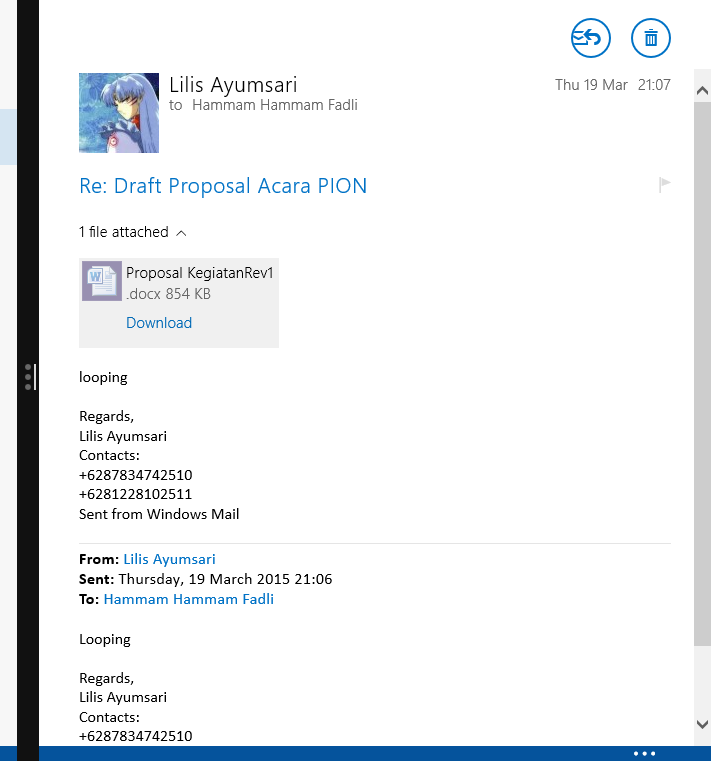 Lilis Ayumsari
Thu 19 Mar 21:07
to Hammam Hammam Fadli
Re: Draft Proposal Acara PION
1 file attached
Proposal KegiatanRev1
.docx 854 KB
Download
looping
Regards,
Lilis Ayumsari
Contacts:
+6287834742510
+6281228102511
Sent from Windows Mail
From: Lilis Ayumsari
Sent: Thursday, 19 March 2015 21:06
To: Hammam Hammam Fadli
Looping
Regards,
Lilis Ayumsari
Contacts:
+6287834742510